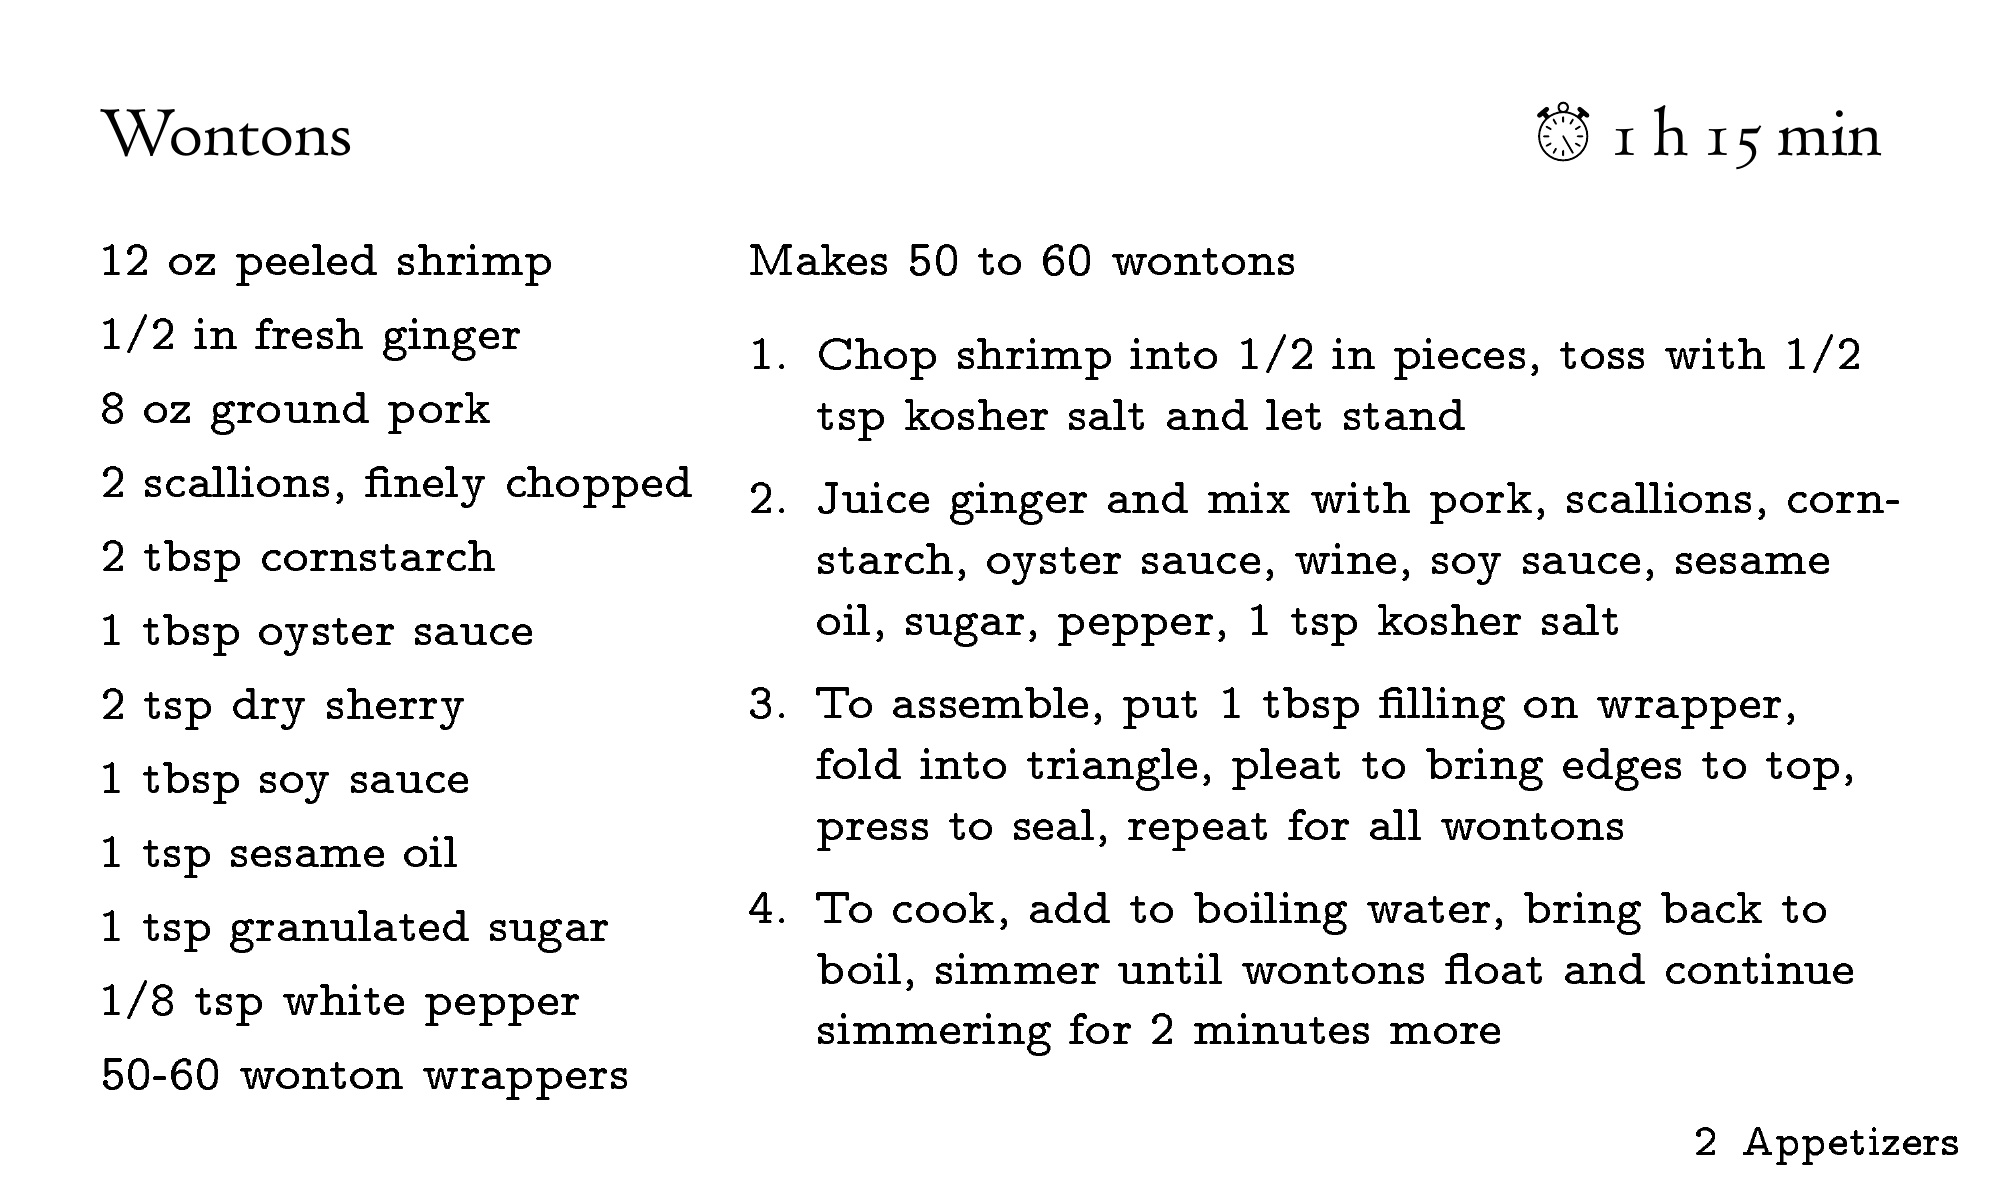 Wontons
1 h 15 min
12 oz peeled shrimp
1/2 in fresh ginger
8 oz ground pork
2 scallions, finely chopped
2 tbsp cornstarch
1 tbsp oyster sauce
2 tsp dry sherry
1 tbsp soy sauce
1 tsp sesame oil
1 tsp granulated sugar
1/8 tsp white pepper
50-60 wonton wrappers
Makes 50 to 60 wontons
1. Chop shrimp into 1/2 in pieces, toss with 1/2
tsp kosher salt and let stand
2. Juice ginger and mix with pork, scallions, corn-
starch, oyster sauce, wine, soy sauce, sesame
oil, sugar, pepper, 1 tsp kosher salt
3. To assemble, put 1 tbsp filling on wrapper,
fold into triangle, pleat to bring edges to top,
press to seal, repeat for all wontons
4. To cook, add to boiling water, bring back to
boil, simmer until wontons float and continue
simmering for 2 minutes more
2 Appetizers